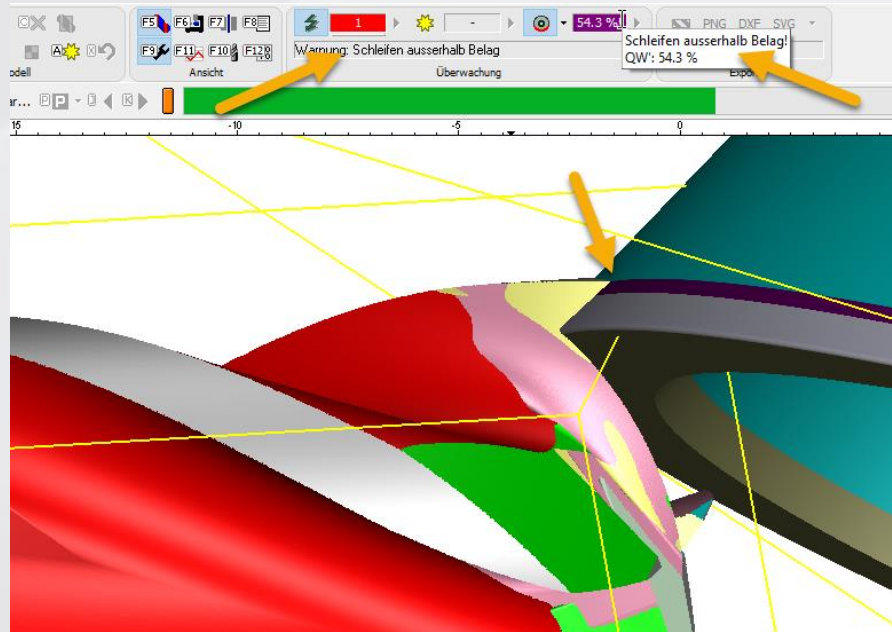 F5 F6 F7 F8
1 - 54.3 %
PNG DXF SVG
A F9 F11 F10 F12
Warnung: Schleifen ausserhalb Belag
Schleifen ausserhalb Belag!
QW': 54.3 %
odell Ansicht Überwachung Expo
ar...
15 -10 -5 0